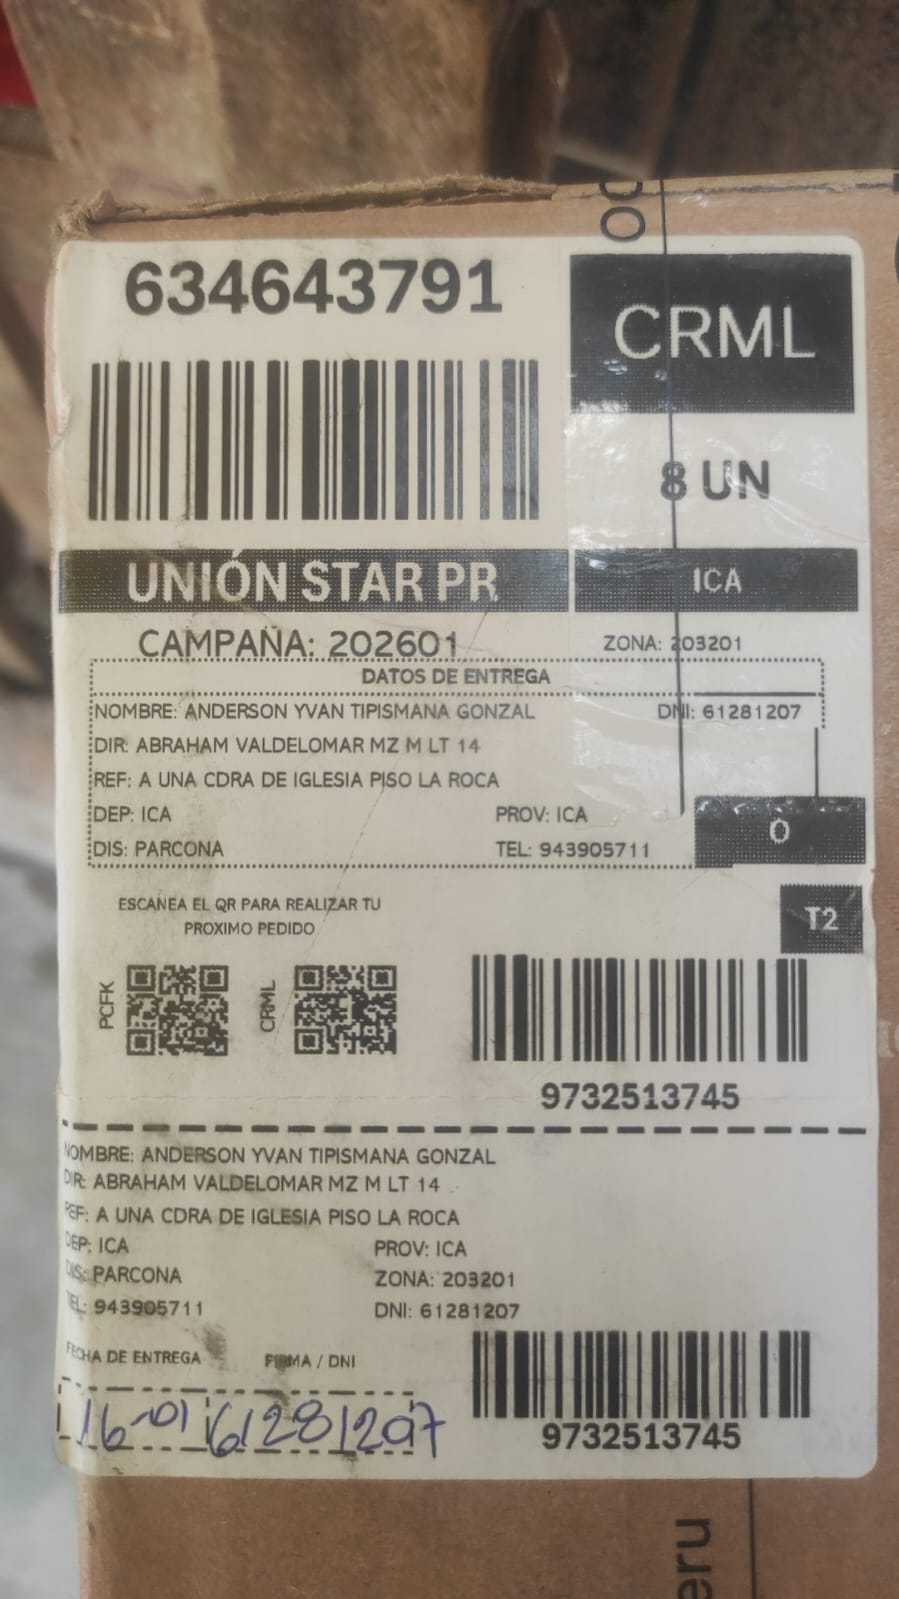 634643791
CRML
8 UN
UNIÓN STAR PR
ICA
CAMPAÑA: 202601
ZONA: 203201
DATOS DE ENTREGA
NOMBRE: ANDERSON YVAN TIPISMANA GONZAL DNI: 61281207
DIR: ABRAHAM VALDELOMAR MZ M LT 14
REF: A UNA CDRA DE IGLESIA PISO LA ROCA
DEP: ICA PROV: ICA
O
DIS: PARCONA TEL: 943905711
ESCANEA EL QR PARA REALIZAR TU
PROXIMO PEDIDO
T2
PCFK
CRML
9732513745
NOMBRE: ANDERSON YVAN TIPISMANA GONZAL
DIR: ABRAHAM VALDELOMAR MZ M LT 14
REF: A UNA CDRA DE IGLESIA PISO LA ROCA
DEP: ICA PROV: ICA
DIS: PARCONA ZONA: 203201
TEL: 943905711 DNI: 61281207
FECHA DE ENTREGA FIRMA / DNI
16-01 61281207
9732513745
eru